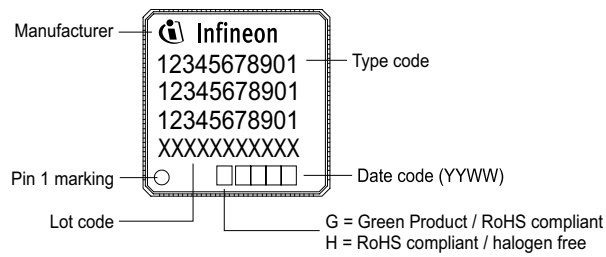 Manufacturer
Infineon
12345678901
Type code
12345678901
12345678901
XXXXXXXXXXX
Pin 1 marking
Date code (YYWW)
Lot code
G = Green Product / RoHS compliant
H = RoHS compliant / halogen free